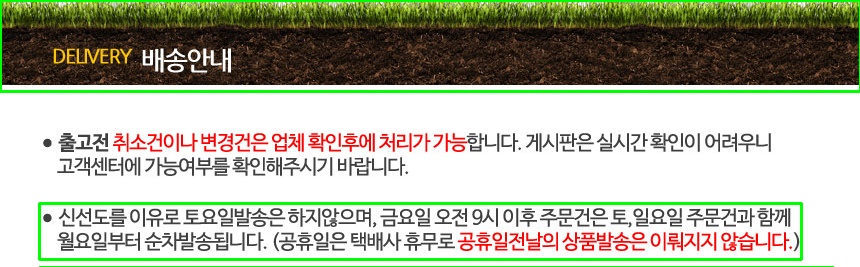 DELIVERY 배송안내
● 출고전 취소건이나 변경건은 업체 확인후에 처리가 가능합니다. 게시판은 실시간 확인이 어려우니
고객센터에 가능여부를 확인해주시기 바랍니다.
● 신선도를 이유로 토요일발송은 하지않으며, 금요일 오전 9시 이후 주문건은 토,일요일 주문건과 함께
월요일부터 순차발송됩니다. (공휴일은 택배사 휴무로 공휴일전날의 상품발송은 이뤄지지 않습니다.)